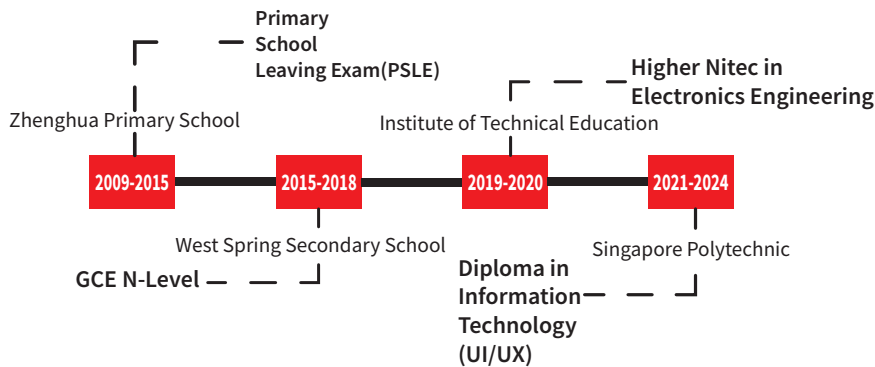 Primary
School
Leaving Exam(PSLE)
Higher Nitec in
Electronics Engineering
Zhenghua Primary School
Institute of Technical Education
2009-2015
2015-2018
2019-2020
2021-2024
West Spring Secondary School
Singapore Polytechnic
GCE N-Level
Diploma in
Information
Technology
(UI/UX)